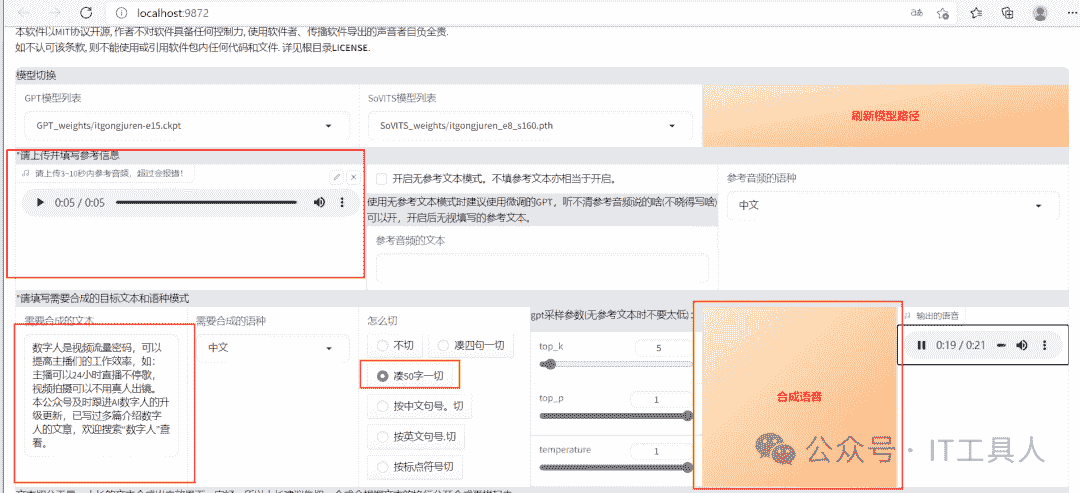 localhost:9872
本软件以MIT协议开源, 作者不对软件具备任何控制力, 使用软件者、传播软件导出的声音者自负全责.
如不认可该条款, 则不能使用或引用软件包内任何代码和文件. 详见根目录LICENSE.
模型切换
GPT模型列表
SoVITS模型列表
GPT_weights/itgongjuren-e15.ckpt
SoVITS_weights/itgongjuren_e8_s160.pth
刷新模型路径
*请上传并填写参考信息
请上传3~10秒内参考音频，超过会报错！
0:05 / 0:05
开启无参考文本模式。不填参考文本亦相当于开启。
使用无参考文本模式时建议使用微调的GPT，听不清参考音频说的啥(不晓得写啥)
可以开，开启后无视填写的参考文本。
参考音频的文本
参考音频的语种
中文
*请填写需要合成的目标文本和语种模式
需要合成的文本
数字人是视频流量密码，可以
提高主播们的工作效率，如：
主播可以24小时直播不停歇，
视频拍摄可以不用真人出镜。
本公众号及时跟进AI数字人的升
级更新，已写过多篇介绍数字
人的文章，欢迎搜索“数字人”查
看。
需要合成的语种
中文
怎么切
不切
凑四句一切
凑50字一切
按中文句号。切
按英文句号.切
按标点符号切
gpt采样参数(无参考文本时不要太低)：
top_k
5
top_p
1
temperature
1
合成语音
输出的语音
0:19 / 0:21
公众号 · IT工具人